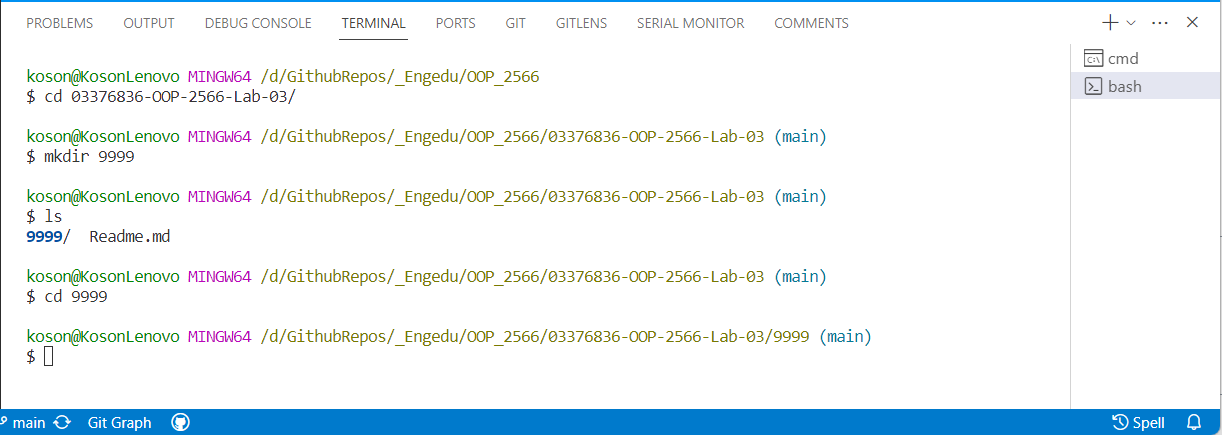 PROBLEMS OUTPUT DEBUG CONSOLE TERMINAL PORTS GIT GITLENS SERIAL MONITOR COMMENTS
cmd
bash
koson@KosonLenovo MINGW64 /d/GithubRepos/_Engedu/OOP_2566
$ cd 03376836-OOP-2566-Lab-03/
koson@KosonLenovo MINGW64 /d/GithubRepos/_Engedu/OOP_2566/03376836-OOP-2566-Lab-03 (main)
$ mkdir 9999
koson@KosonLenovo MINGW64 /d/GithubRepos/_Engedu/OOP_2566/03376836-OOP-2566-Lab-03 (main)
$ ls
9999/  Readme.md
koson@KosonLenovo MINGW64 /d/GithubRepos/_Engedu/OOP_2566/03376836-OOP-2566-Lab-03 (main)
$ cd 9999
koson@KosonLenovo MINGW64 /d/GithubRepos/_Engedu/OOP_2566/03376836-OOP-2566-Lab-03/9999 (main)
$
main Git Graph Spell